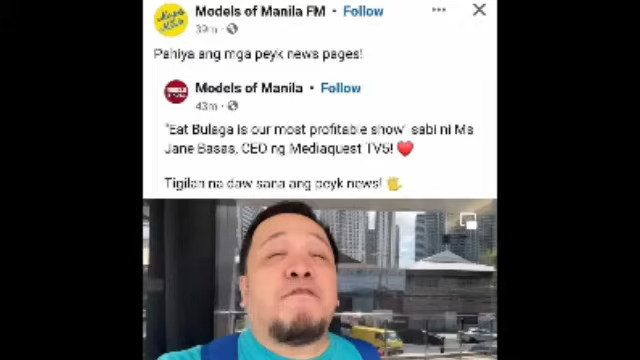 Models of Manila FM • Follow
39m
Pahiya ang mga peyk news pages!
Models of Manila • Follow
43m
"Eat Bulaga is our most profitable show" sabi ni Ms
Jane Basas, CEO ng Mediaquest TV5! ❤️
Tigilan na daw sana ang peyk news!